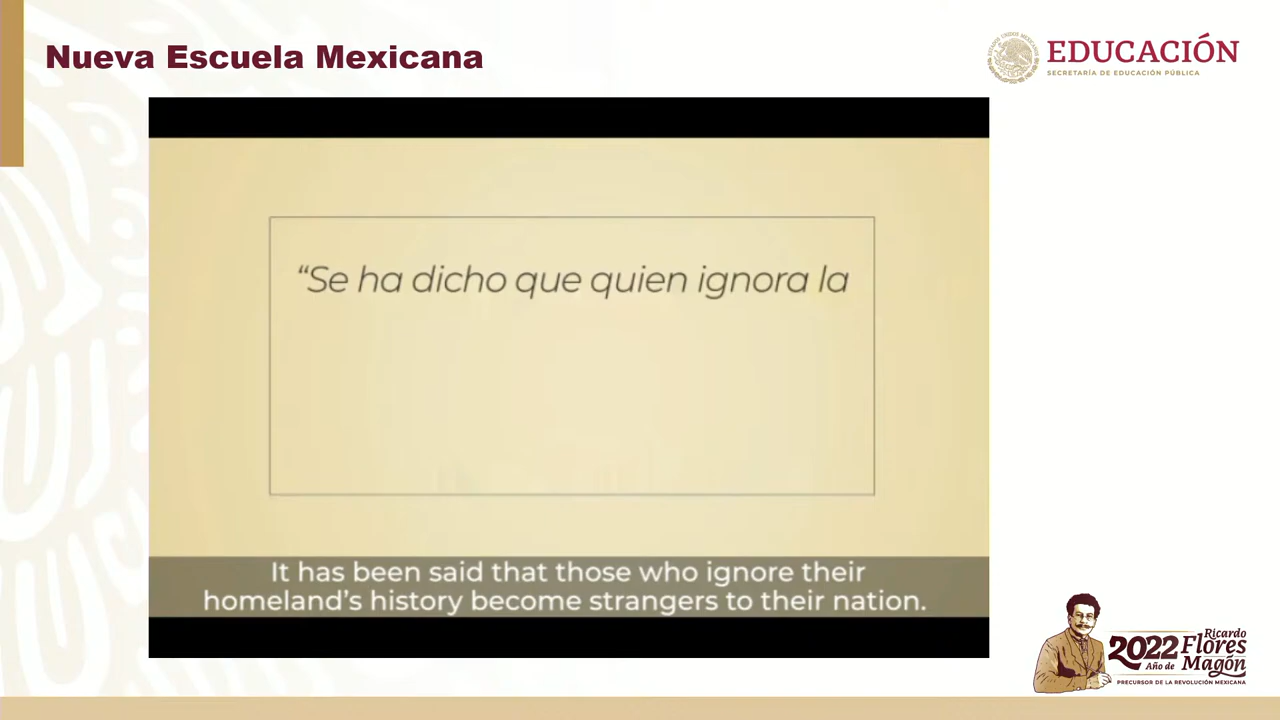 Nueva Escuela Mexicana
EDUCACIÓN
SECRETARÍA DE EDUCACIÓN PÚBLICA
“Se ha dicho que quien ignora la
It has been said that those who ignore their
homeland’s history become strangers to their nation.
2022
Año de
Ricardo
Flores
Magón
PRECURSOR DE LA REVOLUCIÓN MEXICANA